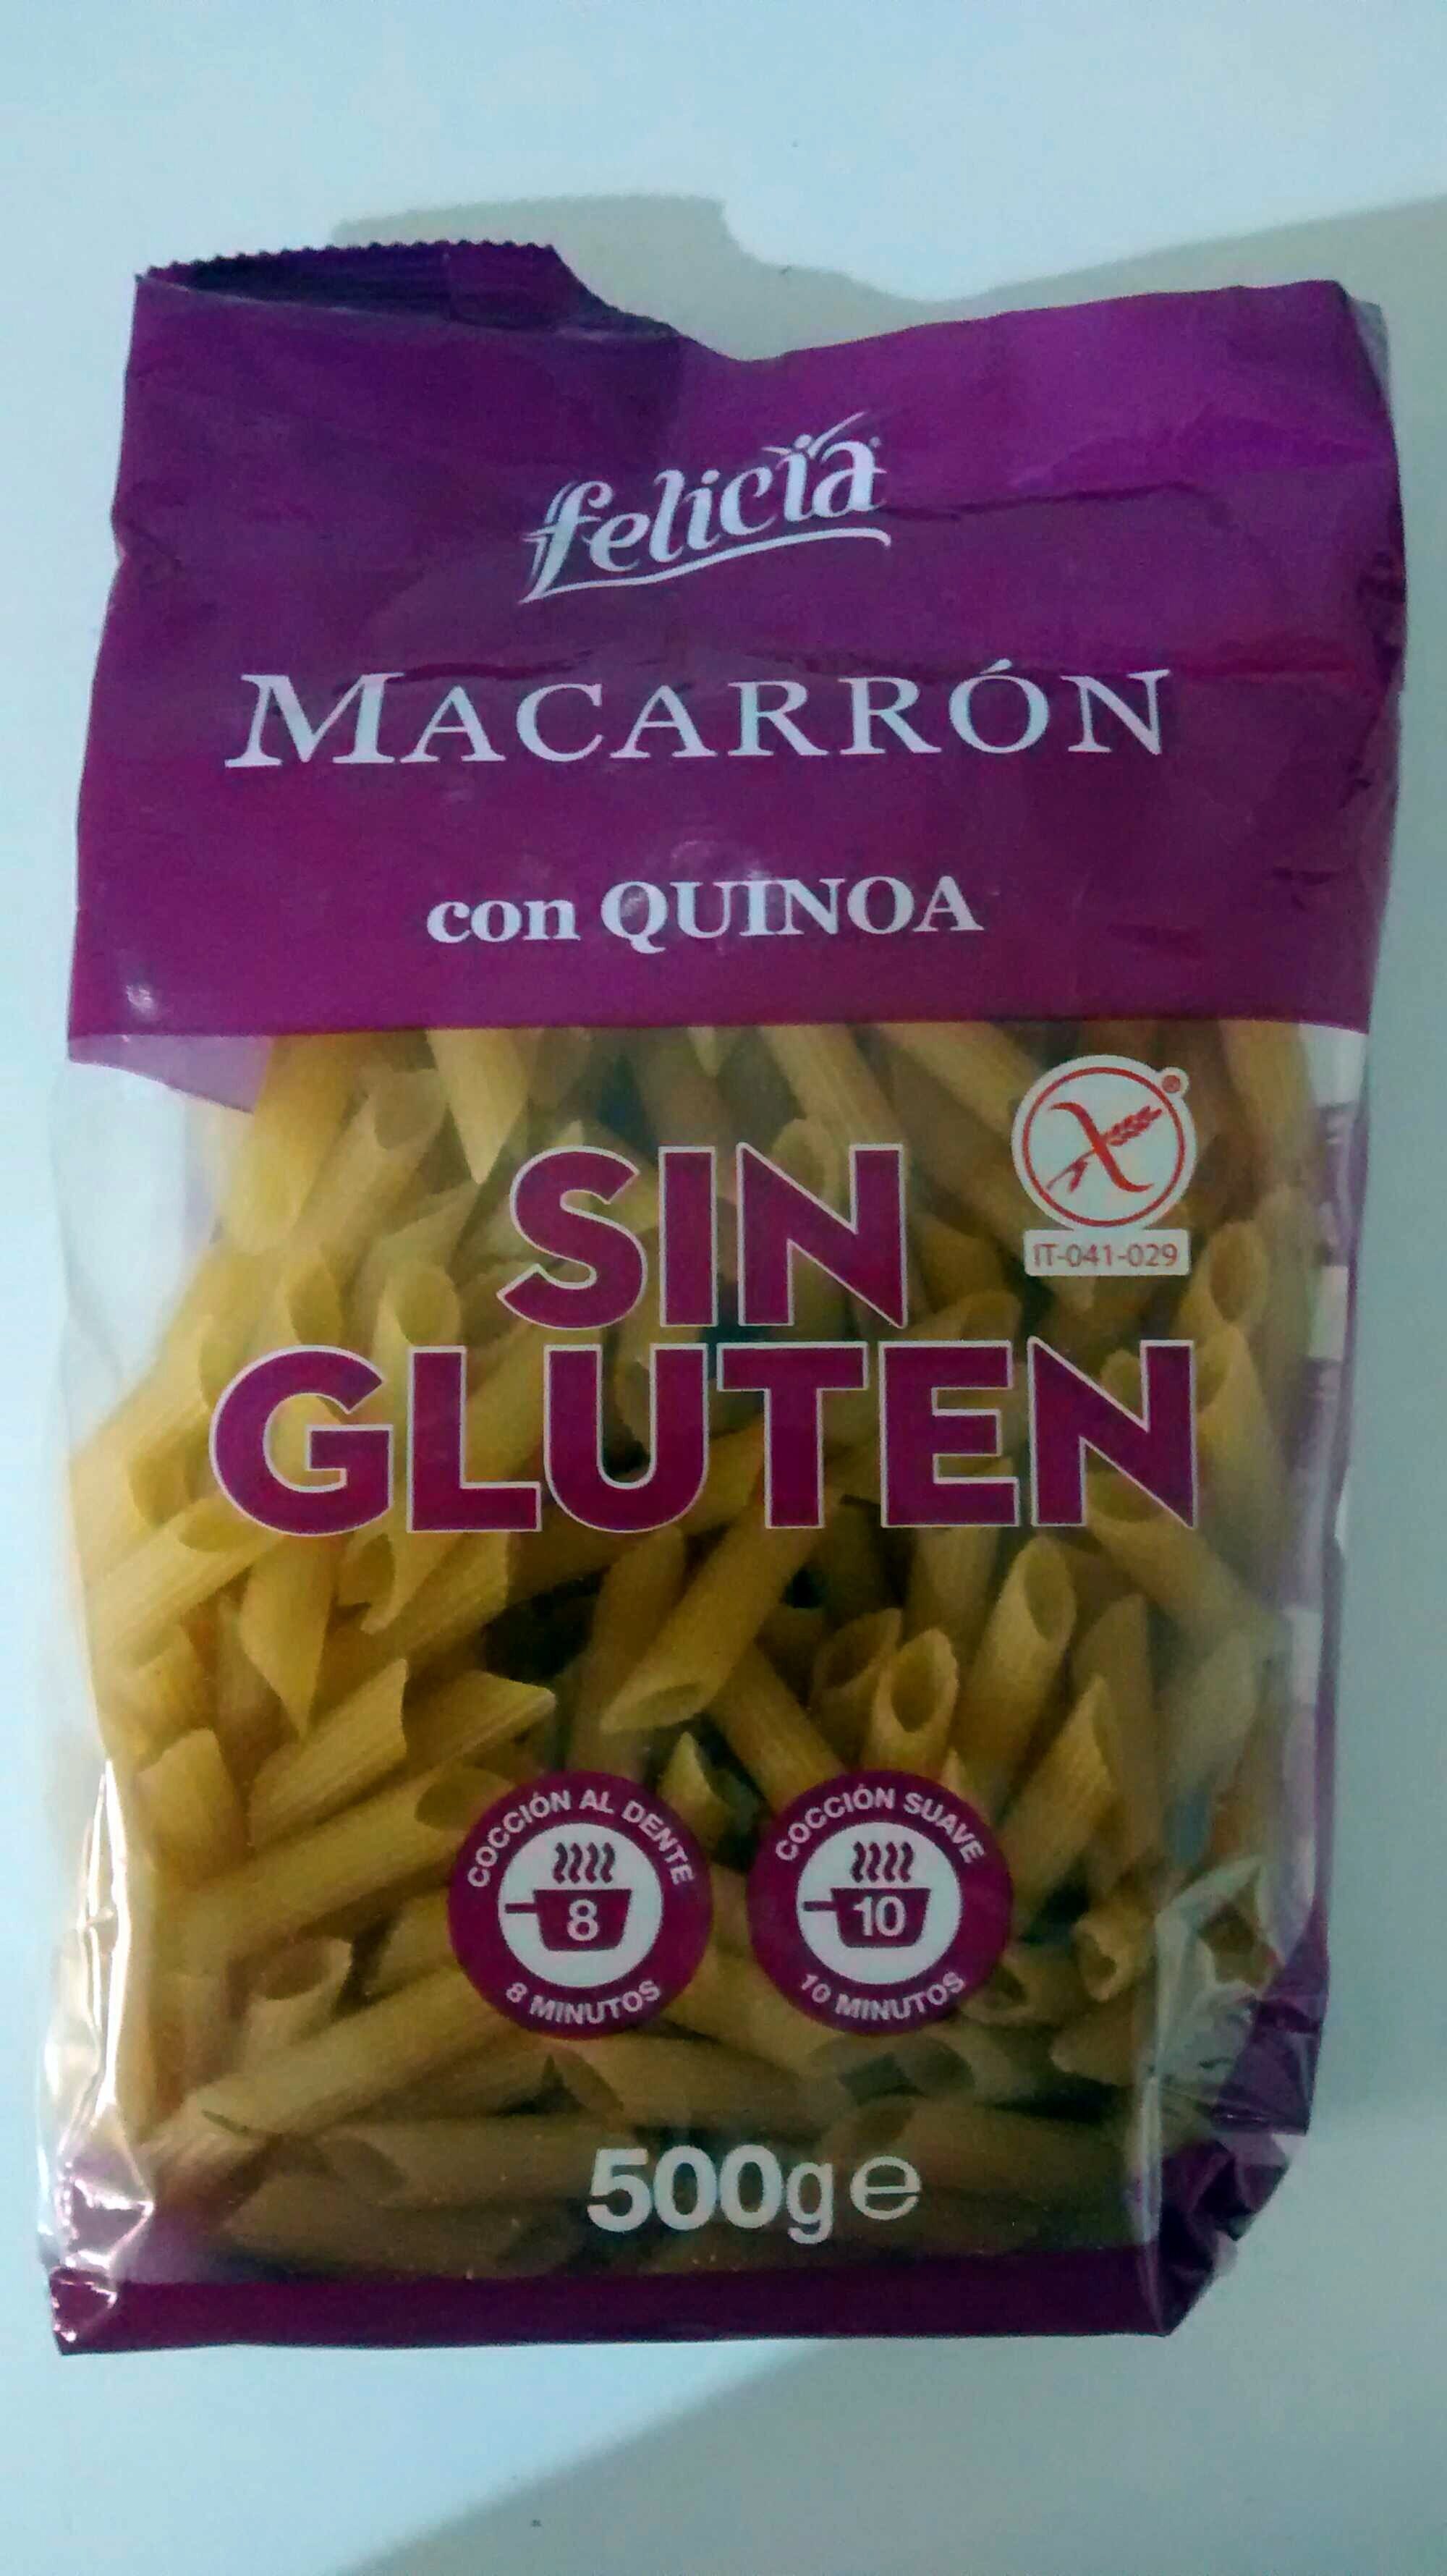 felicia
MACARRÓN
con QUINOA
SIN
GLUTEN
IT-041-029
COCCIÓN AL DENTE
8
8 MINUTOS
COCCIÓN SUAVE
10
10 MINUTOS
500g e